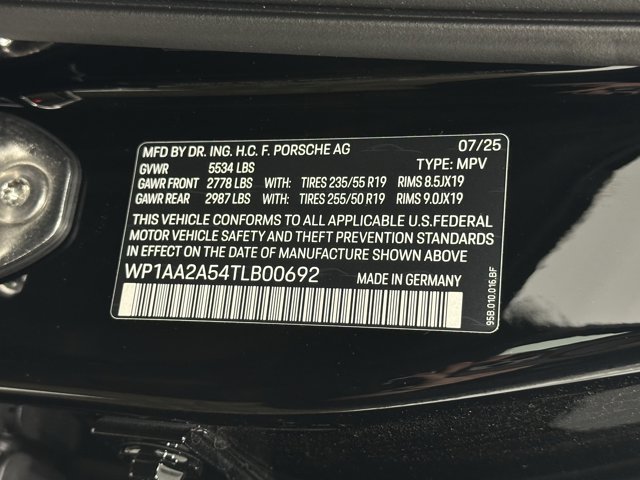 MFD BY DR. ING. H.C. F. PORSCHE AG 07/25
GVWR 5534 LBS TYPE: MPV
GAWR FRONT 2778 LBS WITH: TIRES 235/55 R19 RIMS 8.5JX19
GAWR REAR 2987 LBS WITH: TIRES 255/50 R19 RIMS 9.0JX19
THIS VEHICLE CONFORMS TO ALL APPLICABLE U.S.FEDERAL
MOTOR VEHICLE SAFETY AND THEFT PREVENTION STANDARDS
IN EFFECT ON THE DATE OF MANUFACTURE SHOWN ABOVE.
WP1AA2A54TLB00692 MADE IN GERMANY
95B.010.016.BF